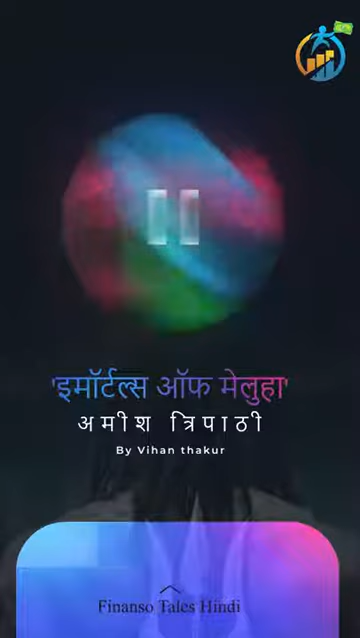 'इमॉर्टल्स ऑफ मेलुहा'
अमीश त्रिपाठी
By Vihan thakur
Finanso Tales Hindi